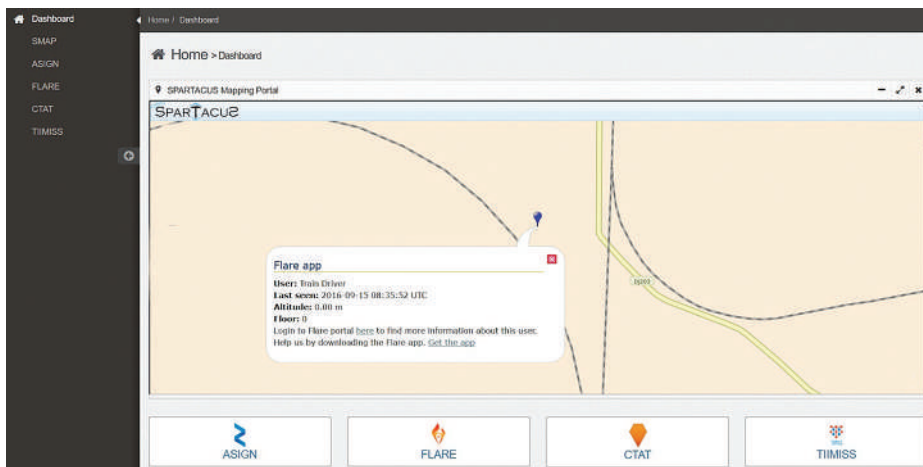 Dashboard
SMAP
ASIGN
FLARE
CTAT
TIIMISS
Home / Dashboard
Home > Dashboard
SPARTACUS Mapping Portal
SPARTACUS
Flare app
User: Train Driver
Last seen: 2016-09-15 08:35:52 UTC
Altitude: 0.00 m
Floor: 0
Login to Flare portal here to find more information about this user.
Help us by downloading the Flare app. Get the app
ASIGN
FLARE
CTAT
TIIMISS